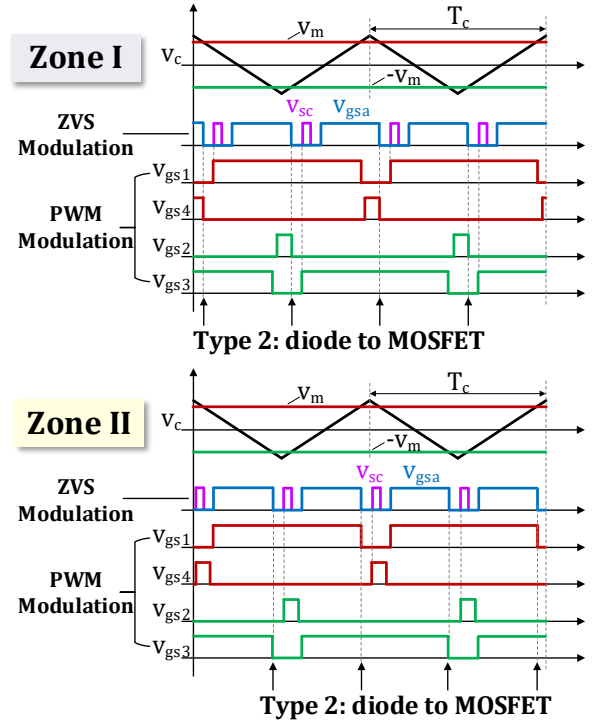 v_m
T_c
Zone I
v_c
-v_m
v_sc
v_gsa
ZVS
Modulation
v_gs1
v_gs4
PWM
Modulation
v_gs2
v_gs3
Type 2: diode to MOSFET
v_m
T_c
Zone II
v_c
-v_m
v_sc
v_gsa
ZVS
Modulation
v_gs1
v_gs4
PWM
Modulation
v_gs2
v_gs3
Type 2: diode to MOSFET